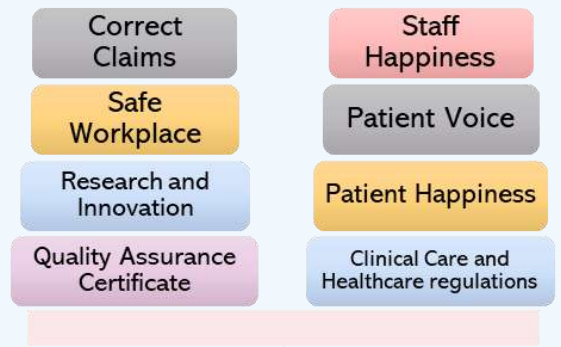 Correct
Claims
Staff
Happiness
Safe
Workplace
Patient Voice
Research and
Innovation
Patient Happiness
Quality Assurance
Certificate
Clinical Care and
Healthcare regulations